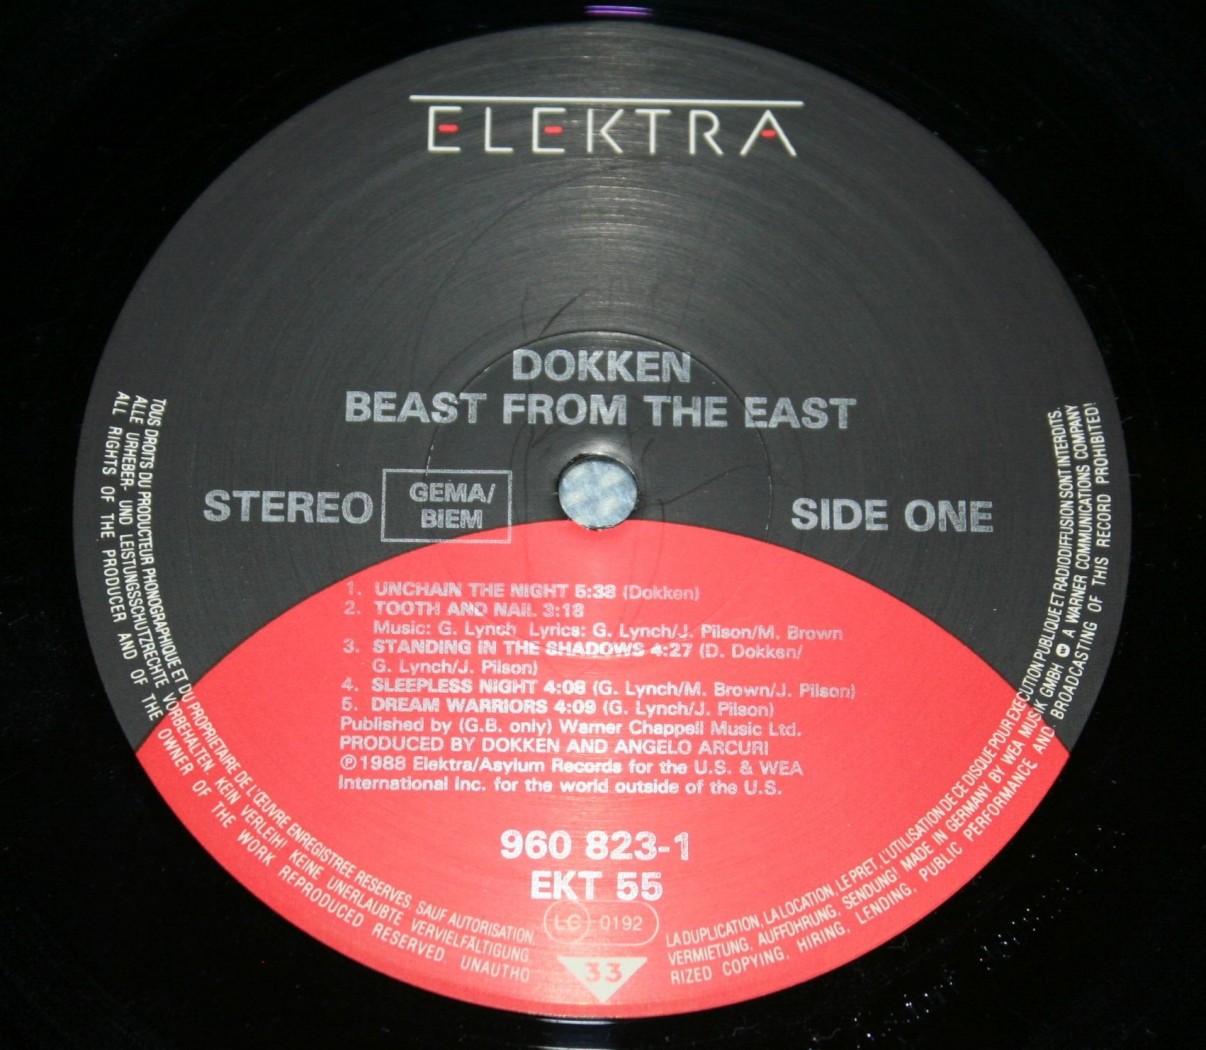 ELEKTRA
DOKKEN
BEAST FROM THE EAST
STEREO
GEMA/
BIEM
SIDE ONE
1. UNCHAIN THE NIGHT 5:38 (Dokken)
2. TOOTH AND NAIL 3:18
Music: G. Lynch Lyrics: G. Lynch/J. Pilson/M. Brown
3. STANDING IN THE SHADOWS 4:27 (D. Dokken/
G. Lynch/J. Pilson)
4. SLEEPLESS NIGHT 4:08 (G. Lynch/M. Brown/J. Pilson)
5. DREAM WARRIORS 4:09 (G. Lynch/J. Pilson)
Published by (G.B. only) Warner Chappell Music Ltd.
PRODUCED BY DOKKEN AND ANGELO ARCURI
℗1988 Elektra/Asylum Records for the U.S. & WEA
International Inc. for the world outside of the U.S.
960 823-1
EKT 55
LC 0192
33
TOUS DROITS DU PRODUCTEUR PHONOGRAPHIQUE ET DU PROPRIETAIRE DE L'ŒUVRE ENREGISTREE RESERVES. SAUF AUTORISATION, LA DUPLICATION, LA LOCATION, LE PRET, L'UTILISATION DE CE DISQUE POUR EXECUTION PUBLIQUE ET RADIODIFFUSION SONT INTERDITS.
ALLE URHEBER- UND LEISTUNGSSCHUTZRECHTE VORBEHALTEN. KEIN VERLEIH! KEINE UNERLAUBTE VERVIELFÄLTIGUNG, VERMIETUNG, AUFFÜHRUNG, SENDUNG! MADE IN GERMANY BY WEA MUSIK GMBH A WARNER COMMUNICATIONS COMPANY
ALL RIGHTS OF THE PRODUCER AND OF THE OWNER OF THE WORK REPRODUCED RESERVED. UNAUTHORIZED COPYING, HIRING, LENDING, PUBLIC PERFORMANCE AND BROADCASTING OF THIS RECORD PROHIBITED!